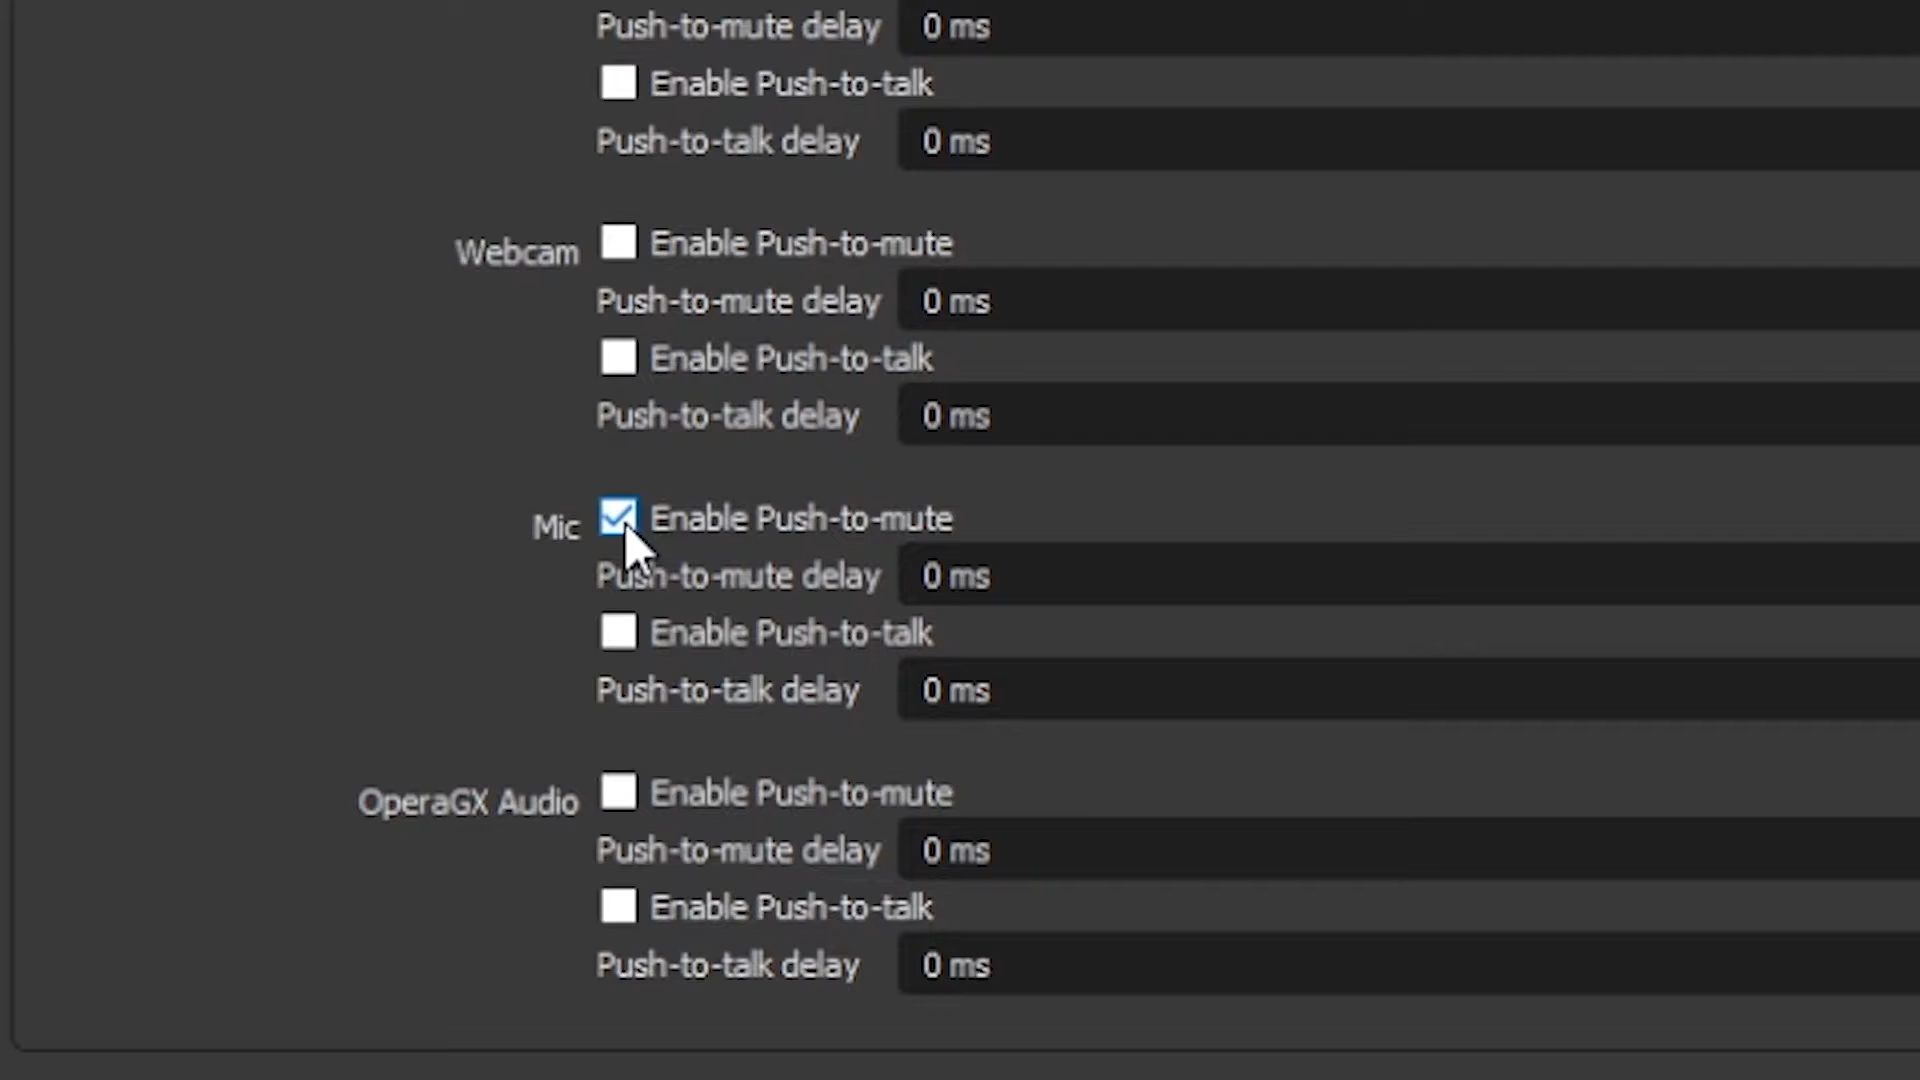 Push-to-mute delay 0 ms
Enable Push-to-talk
Push-to-talk delay 0 ms
Webcam Enable Push-to-mute
Push-to-mute delay 0 ms
Enable Push-to-talk
Push-to-talk delay 0 ms
Mic Enable Push-to-mute
Push-to-mute delay 0 ms
Enable Push-to-talk
Push-to-talk delay 0 ms
OperaGX Audio Enable Push-to-mute
Push-to-mute delay 0 ms
Enable Push-to-talk
Push-to-talk delay 0 ms